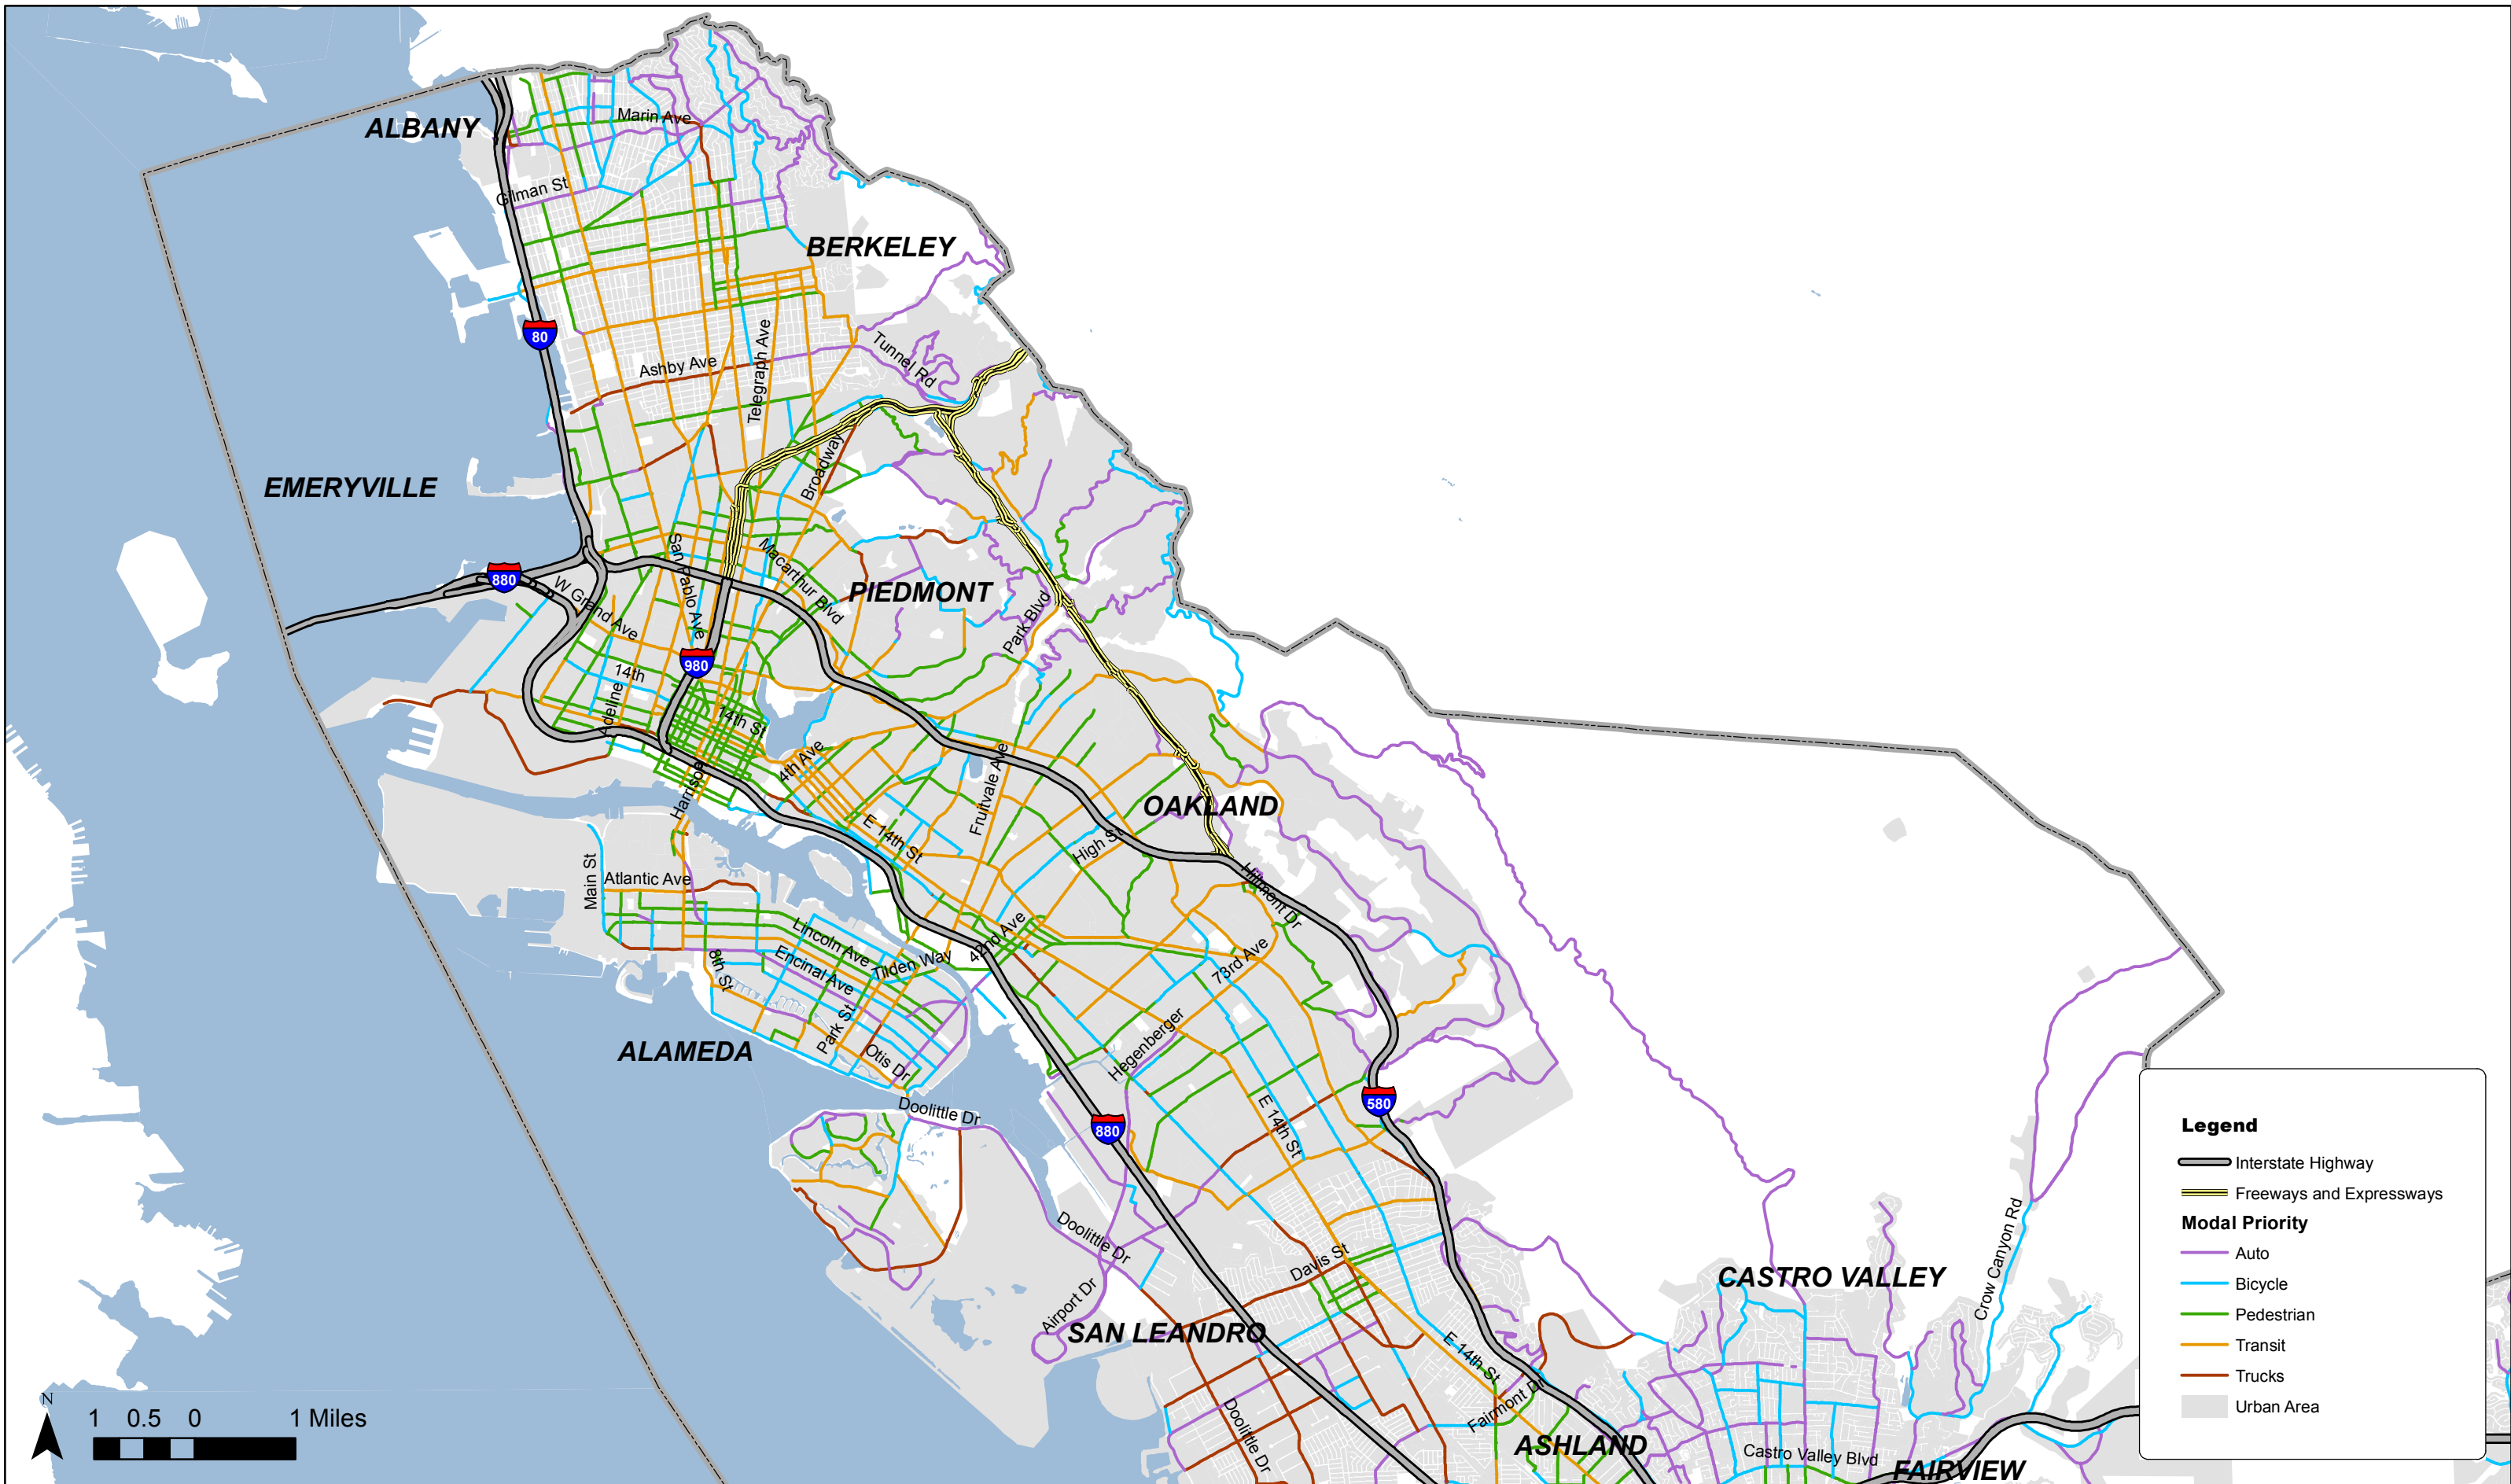 Marin Ave
ALBANY
Gilman St
BERKELEY
80
Tunnel Rd
Ashby Ave
Telegraph Ave
Broadway
EMERYVILLE
San Pablo Ave
Macarthur Blvd
880
W Grand Ave
PIEDMONT
Park Blvd
980
14th
Adeline
14th St
4th Ave
Harrison
Fruitvale Ave
OAKLAND
E 14th St
High St
Hillmont Dr
Main St
Atlantic Ave
Lincoln Ave
42nd Ave
73rd Ave
Encinal Ave
Tilden Way
8th St
Park St
Hegenberger
ALAMEDA
Otis Dr
Doolittle Dr
580
880
E 14th St
Doolittle Dr
Davis St
Airport Dr
SAN LEANDRO
CASTRO VALLEY
Crow Canyon Rd
E 14th St
Fairmont Dr
Doolittle Dr
ASHLAND
Castro Valley Blvd
FAIRVIEW
Legend
Interstate Highway
Freeways and Expressways
Modal Priority
Auto
Bicycle
Pedestrian
Transit
Trucks
Urban Area
N
1 0.5 0 1 Miles